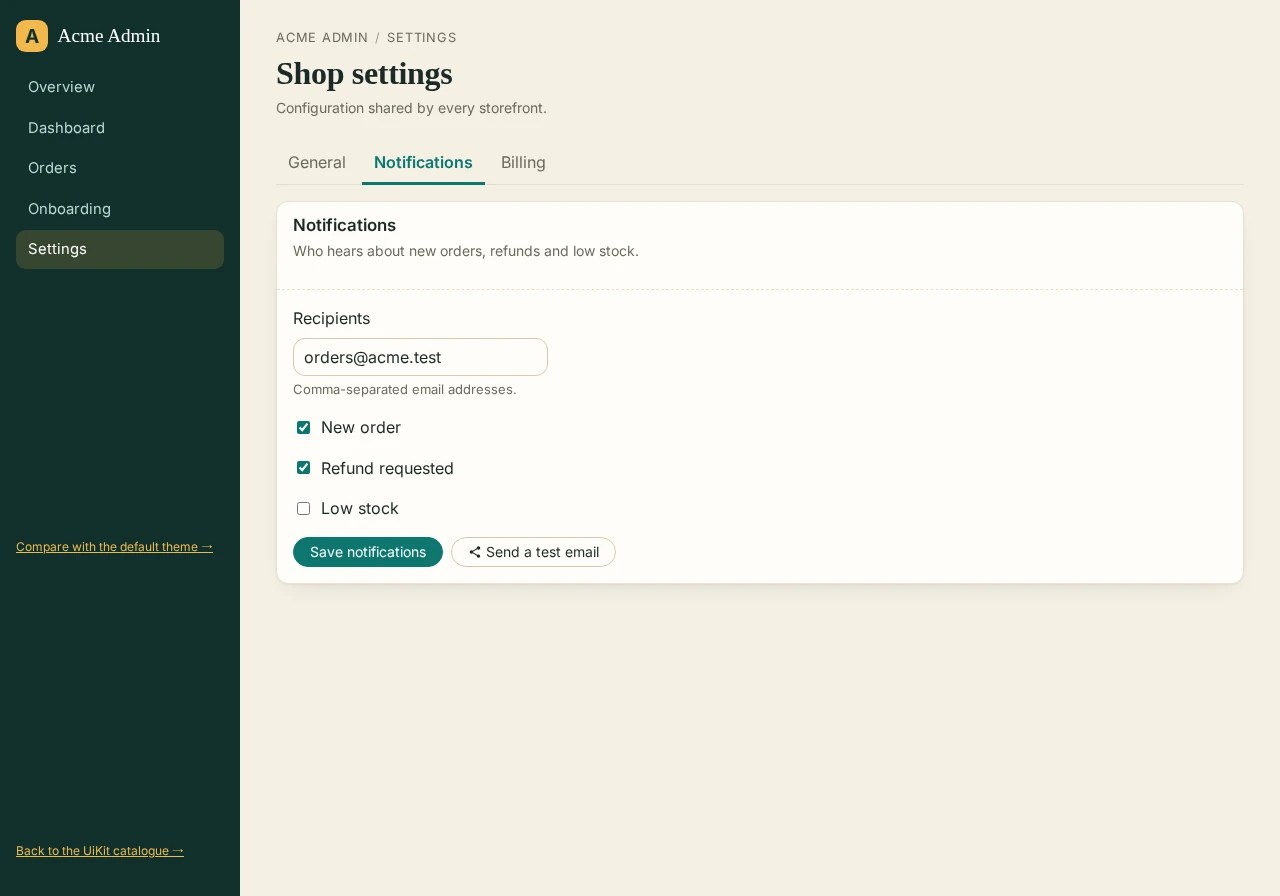 A Acme Admin
Overview
Dashboard
Orders
Onboarding
Settings
Compare with the default theme →
Back to the UiKit catalogue →
ACME ADMIN / SETTINGS
Shop settings
Configuration shared by every storefront.
General Notifications Billing
Notifications
Who hears about new orders, refunds and low stock.
Recipients
orders@acme.test
Comma-separated email addresses.
New order
Refund requested
Low stock
Save notifications Send a test email